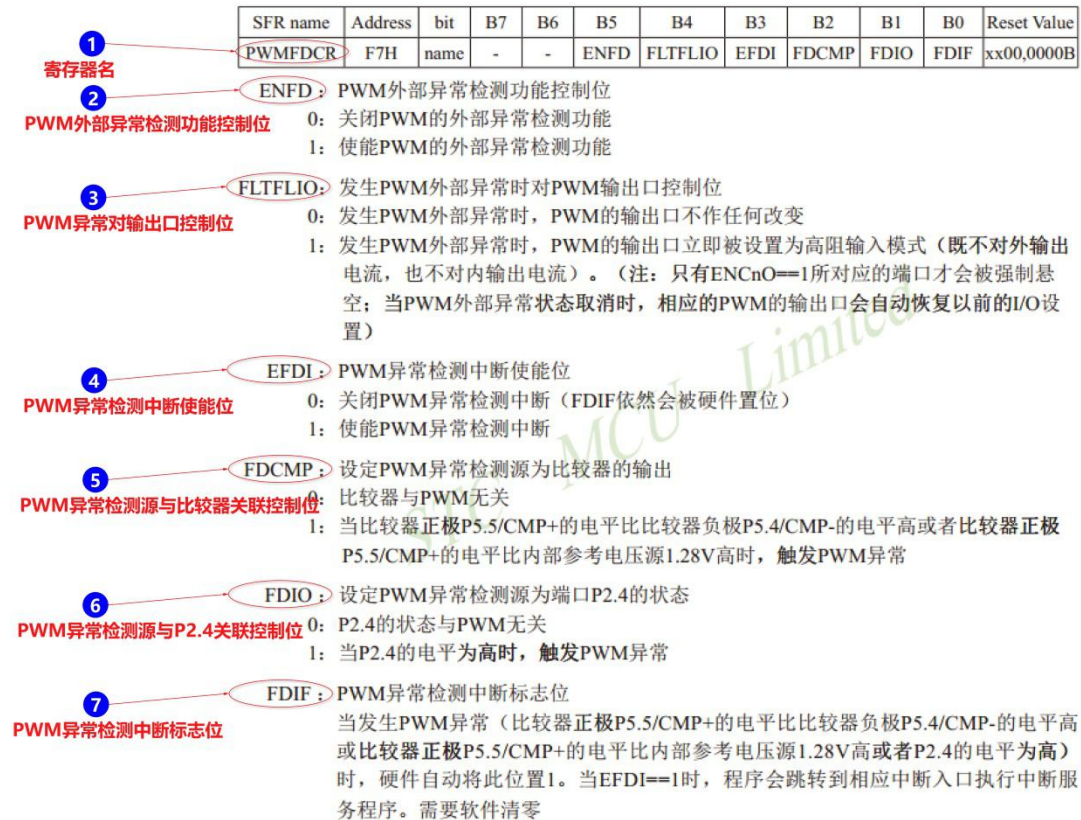 SFR name Address bit B7 B6 B5 B4 B3 B2 B1 B0 Reset Value
PWMFDCR F7H name - - ENFD FLTFLIO EFDI FDCMP FDIO FDIF xx00,0000B
1
寄存器名
2
PWM外部异常检测功能控制位
ENFD: PWM外部异常检测功能控制位
0: 关闭PWM的外部异常检测功能
1: 使能PWM的外部异常检测功能
3
PWM异常对输出口控制位
FLTFLIO: 发生PWM外部异常时对PWM输出口控制位
0: 发生PWM外部异常时，PWM的输出口不作任何改变
1: 发生PWM外部异常时，PWM的输出口立即被设置为高阻输入模式（既不对外输出
电流，也不对内输出电流）。（注：只有ENCnO==1所对应的端口才会被强制悬
空；当PWM外部异常状态取消时，相应的PWM的输出口会自动恢复以前的I/O设
置）
4
PWM异常检测中断使能位
EFDI: PWM异常检测中断使能位
0: 关闭PWM异常检测中断（FDIF依然会被硬件置位）
1: 使能PWM异常检测中断
5
PWM异常检测源与比较器关联控制位
FDCMP: 设定PWM异常检测源为比较器的输出
0: 比较器与PWM无关
1: 当比较器正极P5.5/CMP+的电平比比较器负极P5.4/CMP-的电平高或者比较器正极
P5.5/CMP+的电平比内部参考电压源1.28V高时，触发PWM异常
6
PWM异常检测源与P2.4关联控制位
FDIO: 设定PWM异常检测源为端口P2.4的状态
0: P2.4的状态与PWM无关
1: 当P2.4的电平为高时，触发PWM异常
7
PWM异常检测中断标志位
FDIF: PWM异常检测中断标志位
当发生PWM异常（比较器正极P5.5/CMP+的电平比比较器负极P5.4/CMP-的电平高
或比较器正极P5.5/CMP+的电平比内部参考电压源1.28V高或者P2.4的电平为高）
时，硬件自动将此位置1。当EFDI==1时，程序会跳转到相应中断入口执行中断服
务程序。需要软件清零
STC MCU Limited